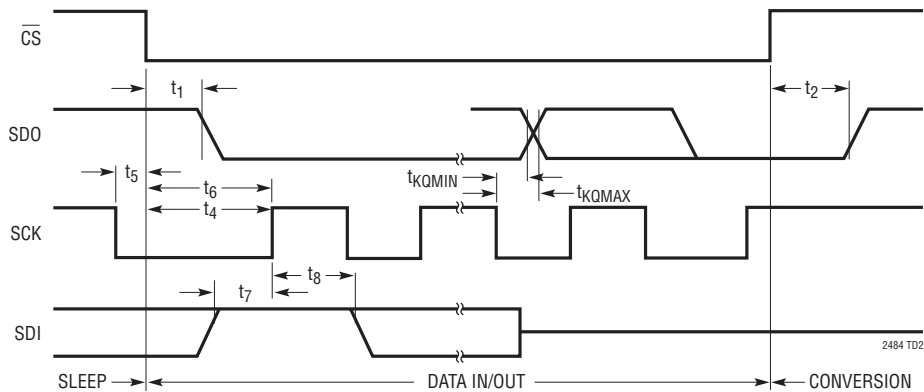 CS
t1
t2
SDO
t5
t6
t4
tKQMIN
tKQMAX
SCK
t7
t8
SDI
2484 TD2
SLEEP
DATA IN/OUT
CONVERSION